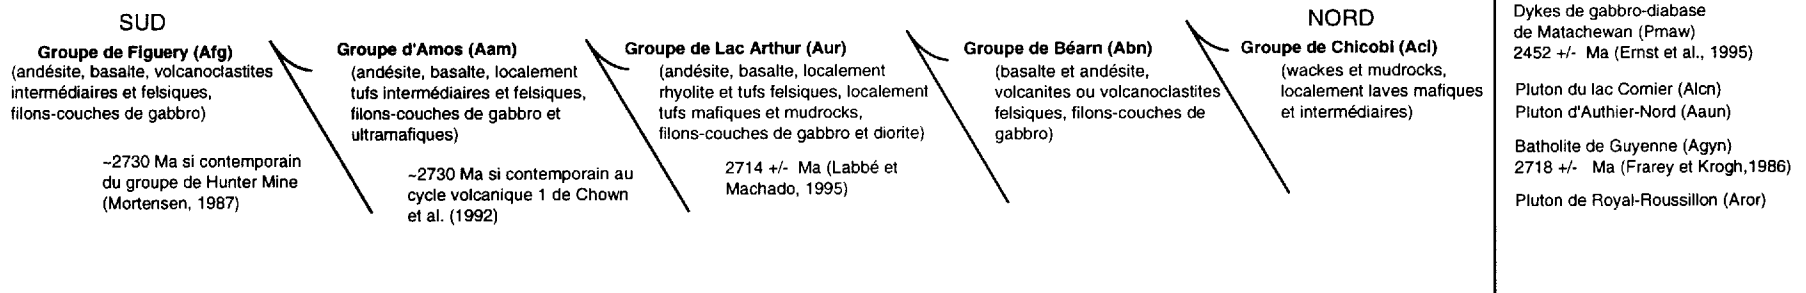 SUD
Groupe de Figuery (Afg)
(andésite, basalte, volcanoclastites
intermédiaires et felsiques,
filons-couches de gabbro)
~2730 Ma si contemporain
du groupe de Hunter Mine
(Mortensen, 1987)
Groupe d'Amos (Aam)
(andésite, basalte, localement
tufs intermédiaires et felsiques,
filons-couches de gabbro et
ultramafiques)
~2730 Ma si contemporain au
cycle volcanique 1 de Chown
et al. (1992)
Groupe de Lac Arthur (Aur)
(andésite, basalte, localement
rhyolite et tufs felsiques, localement
tufs mafiques et mudrocks,
filons-couches de gabbro et diorite)
2714 +/- Ma (Labbé et
Machado, 1995)
Groupe de Béarn (Abn)
(basalte et andésite,
volcanites ou volcanoclastites
felsiques, filons-couches de
gabbro)
NORD
Groupe de Chicobi (Aci)
(wackes et mudrocks,
localement laves mafiques
et intermédiaires)
Dykes de gabbro-diabase
de Matachewan (Pmaw)
2452 +/- Ma (Ernst et al., 1995)
Pluton du lac Cornier (Alcn)
Pluton d'Authier-Nord (Aaun)
Batholite de Guyenne (Agyn)
2718 +/- Ma (Frarey et Krogh,1986)
Pluton de Royal-Roussillon (Aror)